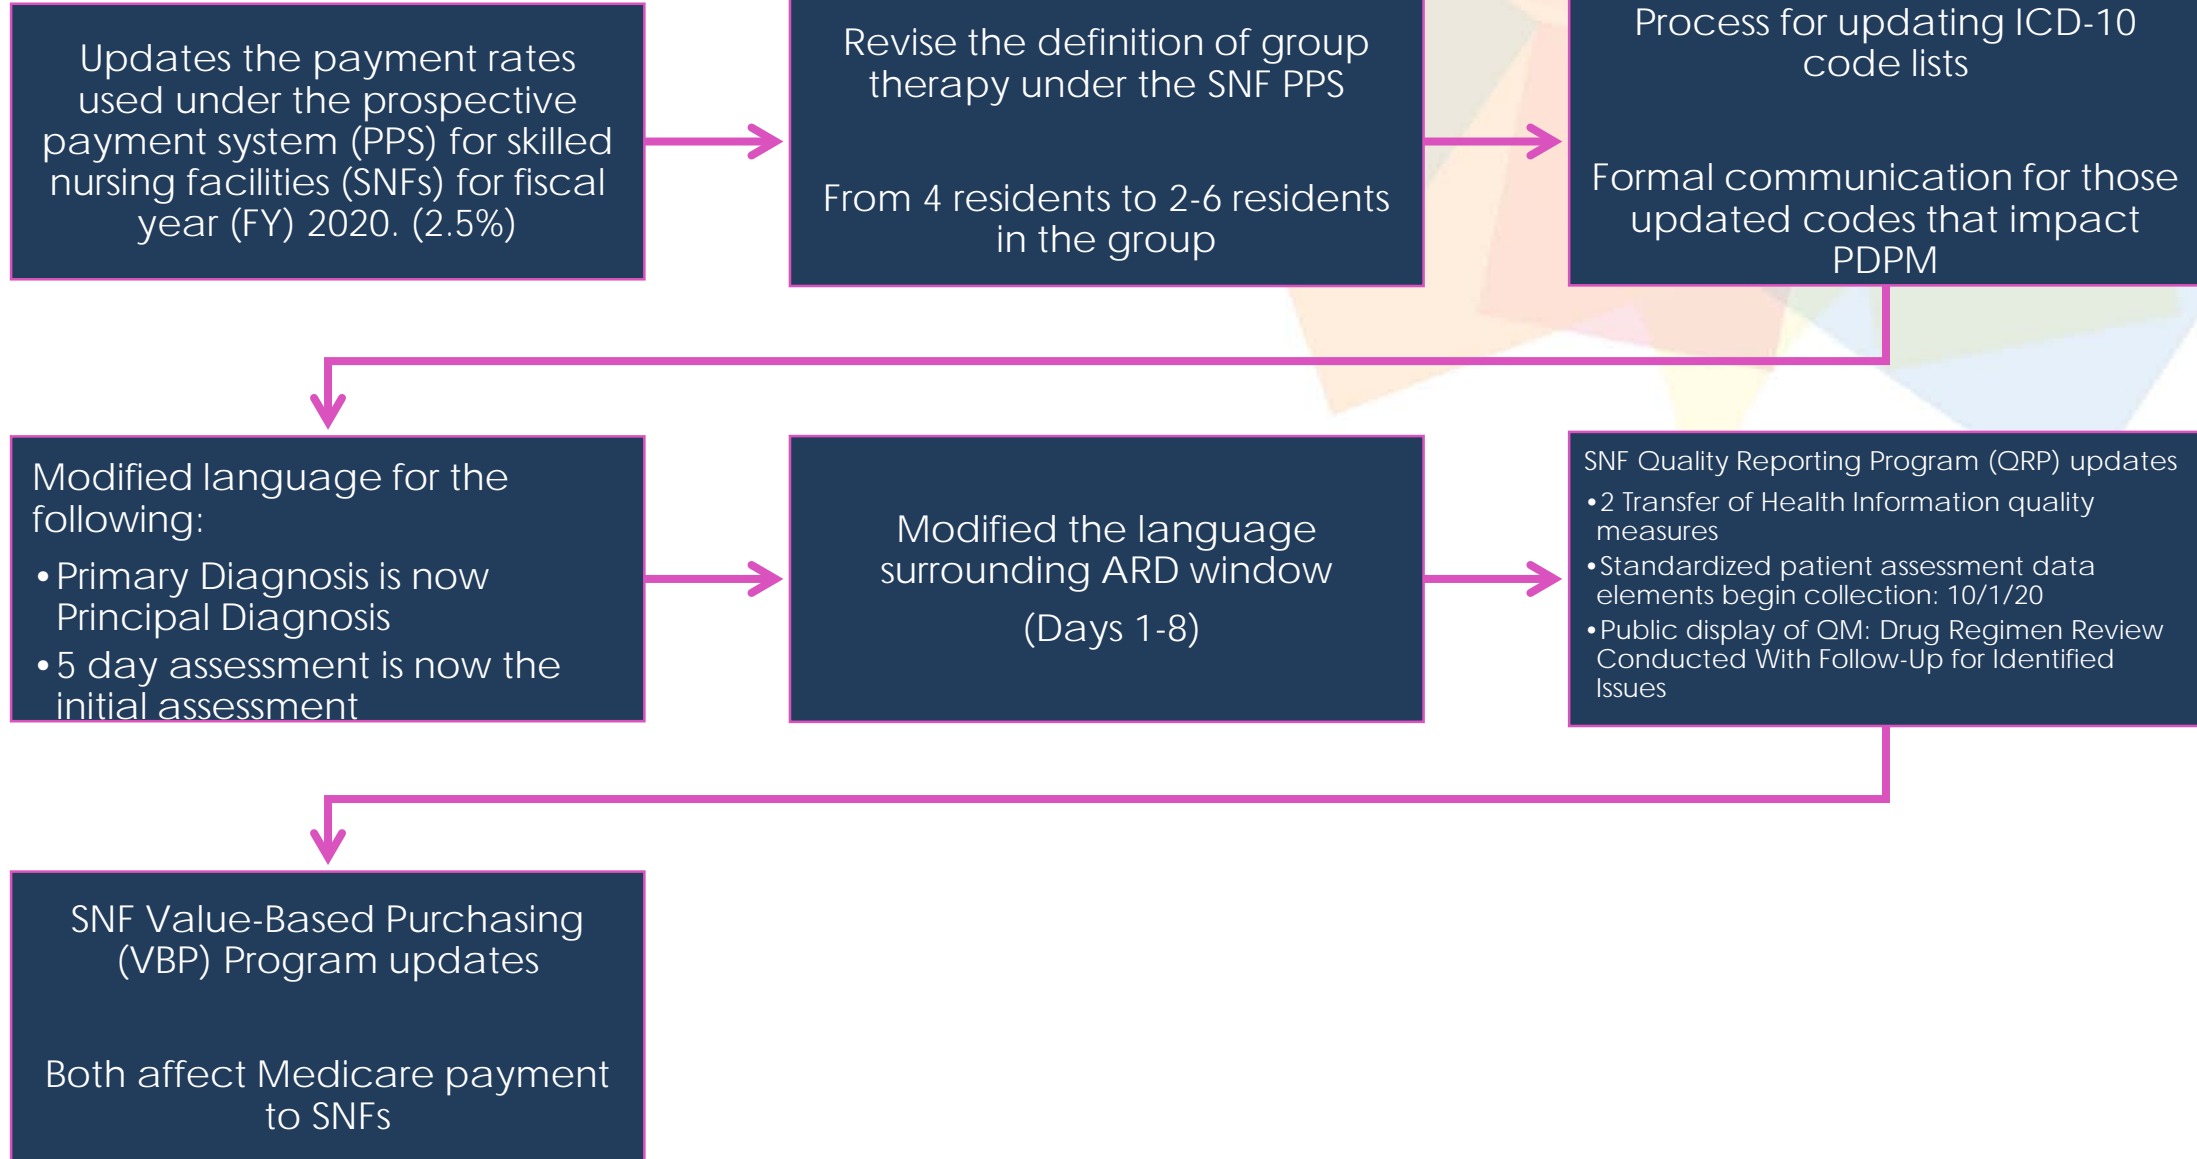 Updates the payment rates
used under the prospective
payment system (PPS) for skilled
nursing facilities (SNFs) for fiscal
year (FY) 2020. (2.5%)
Revise the definition of group
therapy under the SNF PPS
From 4 residents to 2-6 residents
in the group
Process for updating ICD-10
code lists
Formal communication for those
updated codes that impact
PDPM
Modified language for the
following:
•Primary Diagnosis is now
Principal Diagnosis
•5 day assessment is now the
initial assessment
Modified the language
surrounding ARD window
(Days 1-8)
SNF Quality Reporting Program (QRP) updates
•2 Transfer of Health Information quality
measures
•Standardized patient assessment data
elements begin collection: 10/1/20
•Public display of QM: Drug Regimen Review
Conducted With Follow-Up for Identified
Issues
SNF Value-Based Purchasing
(VBP) Program updates
Both affect Medicare payment
to SNFs